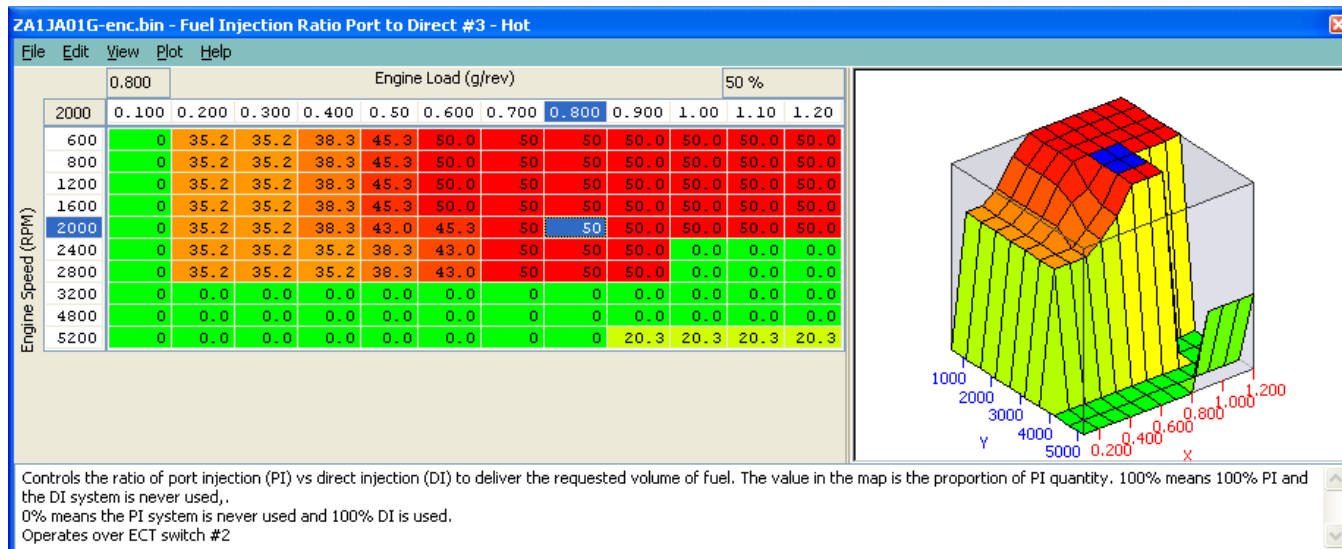 ZA1JA01G-enc.bin - Fuel Injection Ratio Port to Direct #3 - Hot
File Edit View Plot Help
0.800 Engine Load (g/rev) 50 %
2000 0.100 0.200 0.300 0.400 0.50 0.600 0.700 0.800 0.900 1.00 1.10 1.20
600 0 35.2 35.2 38.3 45.3 50.0 50 50 50.0 50.0 50.0 50.0
800 0 35.2 35.2 38.3 45.3 50.0 50 50 50.0 50.0 50.0 50.0
1200 0 35.2 35.2 38.3 45.3 50.0 50 50 50.0 50.0 50.0 50.0
1600 0 35.2 35.2 38.3 45.3 50.0 50 50 50.0 50.0 50.0 50.0
2000 0 35.2 35.2 38.3 43.0 45.3 50 50 50.0 50.0 50.0 50.0
2400 0 35.2 35.2 35.2 38.3 43.0 50 50 50.0 0.0 0.0 0.0
2800 0 35.2 35.2 35.2 38.3 43.0 50 50 50.0 0.0 0.0 0.0
3200 0 0.0 0.0 0.0 0.0 0.0 0 0 0.0 0.0 0.0 0.0
4800 0 0.0 0.0 0.0 0.0 0.0 0 0 0.0 0.0 0.0 0.0
5200 0 0.0 0.0 0.0 0.0 0.0 0 0 20.3 20.3 20.3 20.3
Engine Speed (RPM)
1000
2000
3000
4000
5000
Y
0.200
0.400
0.600
0.800
1.000
1.200
X
Controls the ratio of port injection (PI) vs direct injection (DI) to deliver the requested volume of fuel. The value in the map is the proportion of PI quantity. 100% means 100% PI and
the DI system is never used,.
0% means the PI system is never used and 100% DI is used.
Operates over ECT switch #2